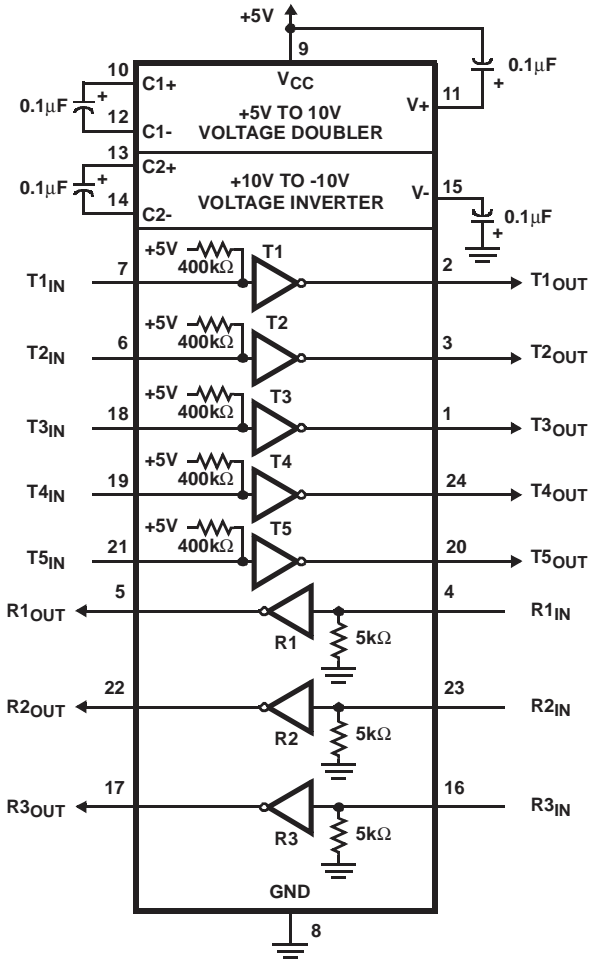 +5V
9
VCC
0.1µF
+
10
C1+
0.1µF
+
12
C1-
+5V TO 10V
VOLTAGE DOUBLER
V+
11
13
C2+
0.1µF
+
14
C2-
+10V TO -10V
VOLTAGE INVERTER
V-
15
0.1µF
+
T1IN
7
+5V
400kΩ
T1
2
T1OUT
T2IN
6
+5V
400kΩ
T2
3
T2OUT
T3IN
18
+5V
400kΩ
T3
1
T3OUT
T4IN
19
+5V
400kΩ
T4
24
T4OUT
T5IN
21
+5V
400kΩ
T5
20
T5OUT
R1OUT
5
R1
5kΩ
4
R1IN
R2OUT
22
R2
5kΩ
23
R2IN
R3OUT
17
R3
5kΩ
16
R3IN
GND
8